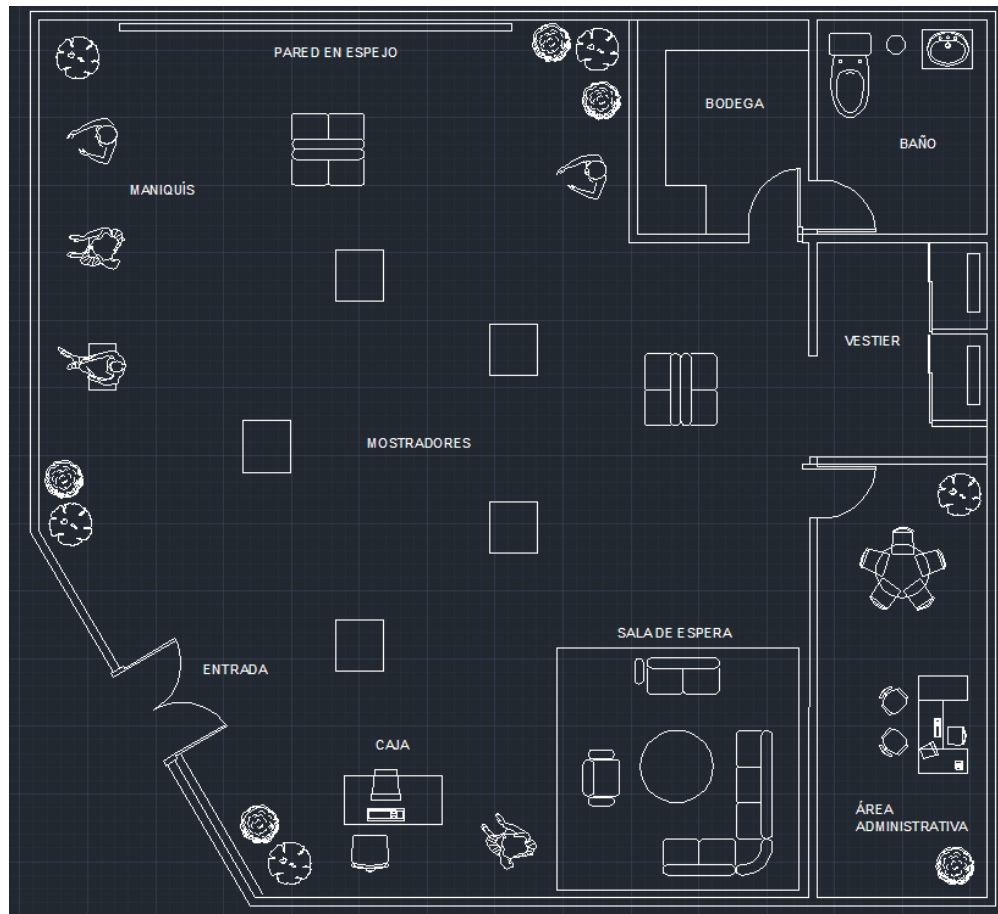 PARED EN ESPEJO
BODEGA
BAÑO
MANIQUÍS
VESTIER
MOSTRADORES
SALA DE ESPERA
ENTRADA
CAJA
ÁREA
ADMINISTRATIVA